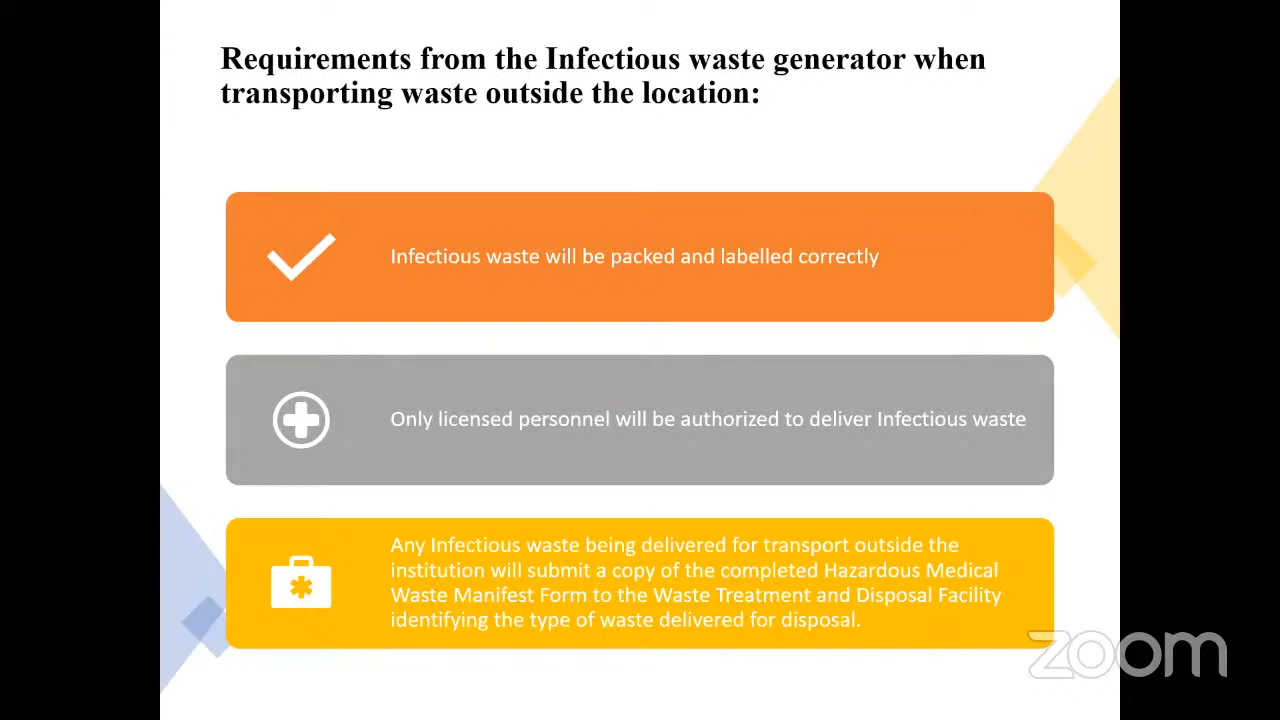 Requirements from the Infectious waste generator when
transporting waste outside the location:
Infectious waste will be packed and labelled correctly
Only licensed personnel will be authorized to deliver Infectious waste
Any Infectious waste being delivered for transport outside the
institution will submit a copy of the completed Hazardous Medical
Waste Manifest Form to the Waste Treatment and Disposal Facility
identifying the type of waste delivered for disposal.
zoom